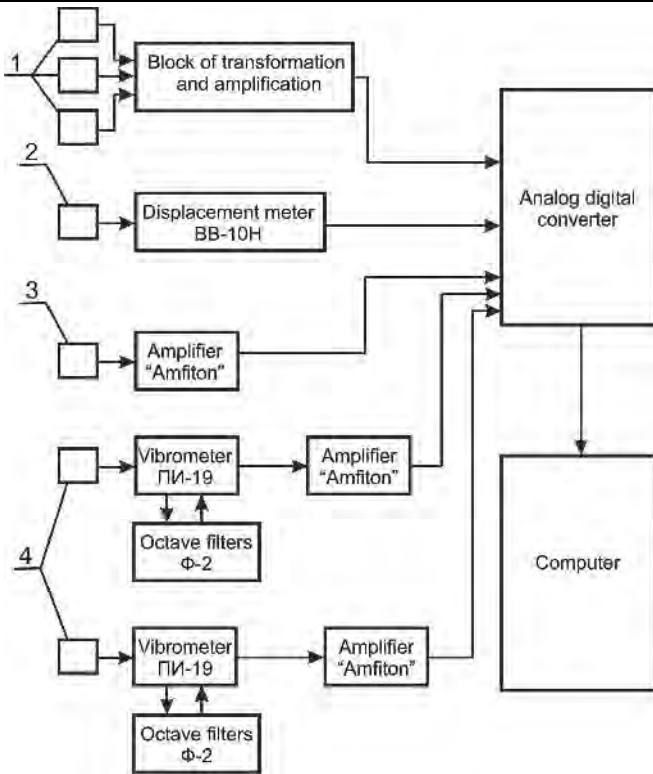 1
Block of transformation
and amplification
2
Displacement meter
BB-10H
Analog digital
converter
3
Amplifier
“Amfiton”
4
Vibrometer
ПИ-19
Amplifier
“Amfiton”
Octave filters
Ф-2
Computer
Vibrometer
ПИ-19
Amplifier
“Amfiton”
Octave filters
Ф-2